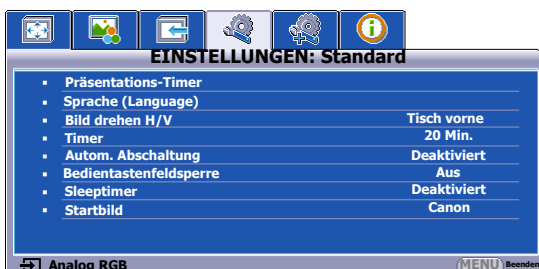 EINSTELLUNGEN: Standard
Präsentations-Timer
Sprache (Language)
Bild drehen H/V Tisch vorne
Timer 20 Min.
Autom. Abschaltung Deaktiviert
Bedientastenfeldsperre Aus
Sleeptimer Deaktiviert
Startbild Canon
Analog RGB MENU Beenden